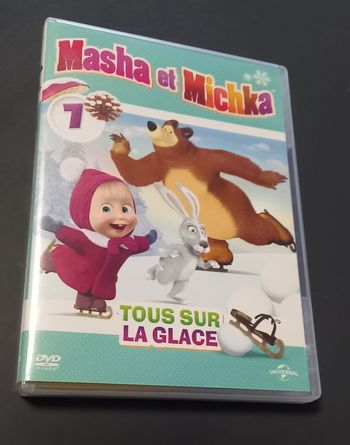 Masha et
Michka
7
TOUS SUR
LA GLACE
DVD
VIDEO
UNIVERSAL